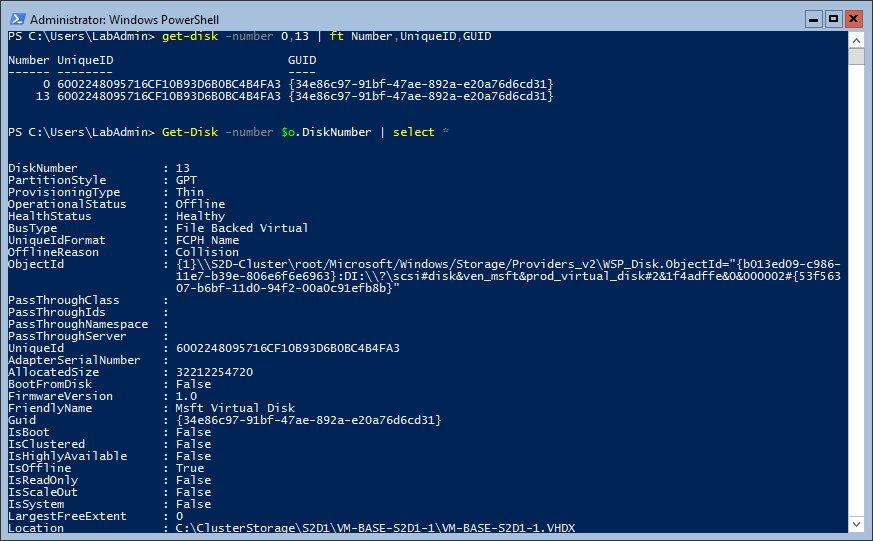 Administrator: Windows PowerShell
PS C:\Users\LabAdmin> get-disk -number 0,13 | ft Number,UniqueID,GUID
Number UniqueID                         GUID
------ --------                         ----
     0 6002248095716CF10B93D6B0BC4B4FA3 {34e86c97-91bf-47ae-892a-e20a76d6cd31}
    13 6002248095716CF10B93D6B0BC4B4FA3 {34e86c97-91bf-47ae-892a-e20a76d6cd31}
PS C:\Users\LabAdmin> Get-Disk -number $o.DiskNumber | select *
DiskNumber           : 13
PartitionStyle       : GPT
ProvisioningType     : Thin
OperationalStatus    : Offline
HealthStatus         : Healthy
BusType              : File Backed Virtual
UniqueIdFormat       : FCPH Name
OfflineReason        : Collision
ObjectId             : {1}\\S2D-Cluster\root/Microsoft/Windows/Storage/Providers_v2\WSP_Disk.ObjectId="{b013ed09-c986-
                       11e7-b39e-806e6f6e6963}:DI:\\?\scsi#disk&ven_msft&prod_virtual_disk#2&1f4adffe&0&000002#{53f563
                       07-b6bf-11d0-94f2-00a0c91efb8b}"
PassThroughClass     :
PassThroughIds       :
PassThroughNamespace :
PassThroughServer    :
UniqueId             : 6002248095716CF10B93D6B0BC4B4FA3
AdapterSerialNumber  :
AllocatedSize        : 32212254720
BootFromDisk         : False
FirmwareVersion      : 1.0
FriendlyName         : Msft Virtual Disk
Guid                 : {34e86c97-91bf-47ae-892a-e20a76d6cd31}
IsBoot               : False
IsClustered          : False
IsHighlyAvailable    : False
IsOffline            : True
IsReadOnly           : False
IsScaleOut           : False
IsSystem             : False
LargestFreeExtent    : 0
Location             : C:\ClusterStorage\S2D1\VM-BASE-S2D1-1\VM-BASE-S2D1-1.VHDX